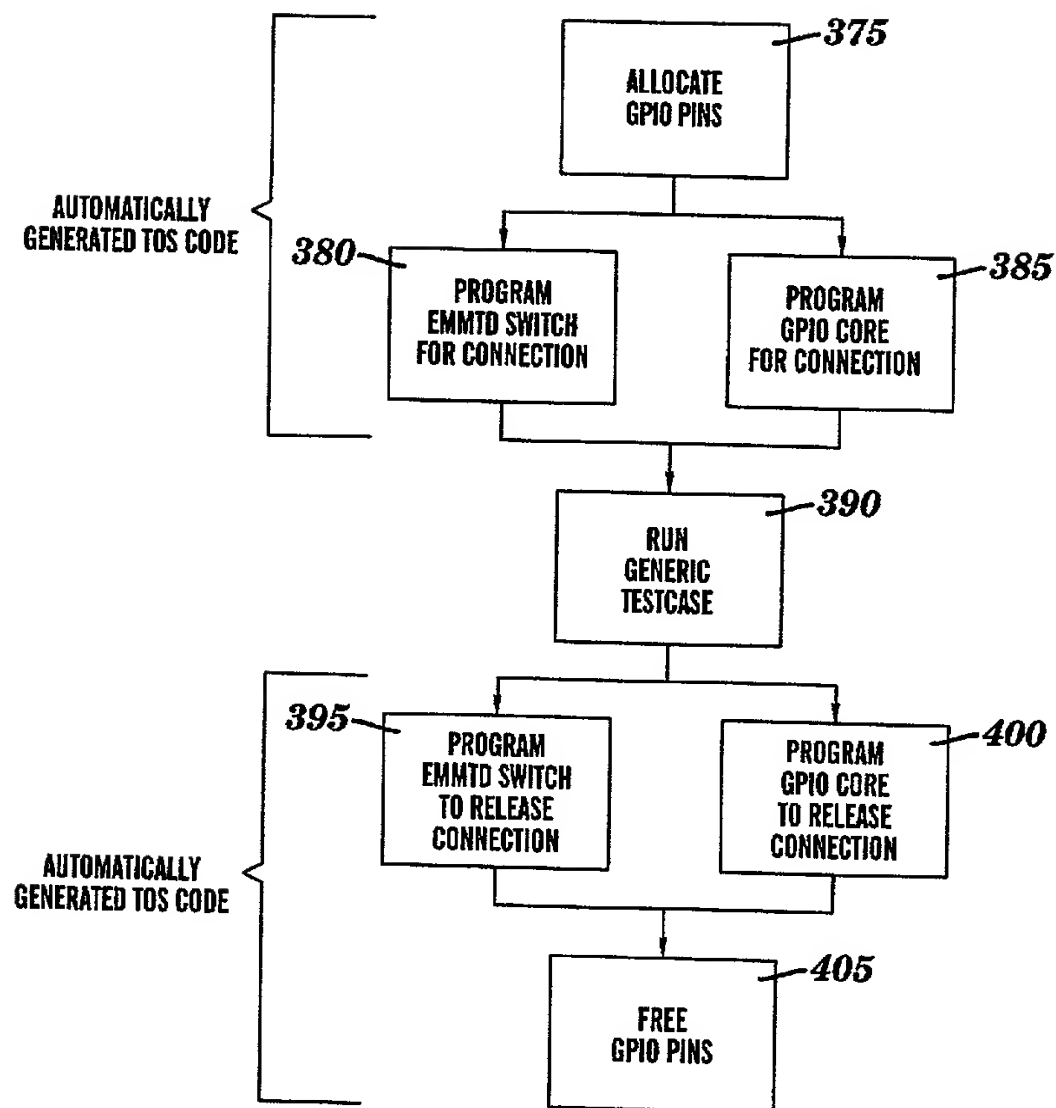 375
ALLOCATE
GPIO PINS
AUTOMATICALLY
GENERATED TOS CODE
380
PROGRAM
EMMTD SWITCH
FOR CONNECTION
385
PROGRAM
GPIO CORE
FOR CONNECTION
390
RUN
GENERIC
TESTCASE
395
PROGRAM
EMMTD SWITCH
TO RELEASE
CONNECTION
400
PROGRAM
GPIO CORE
TO RELEASE
CONNECTION
AUTOMATICALLY
GENERATED TOS CODE
405
FREE
GPIO PINS